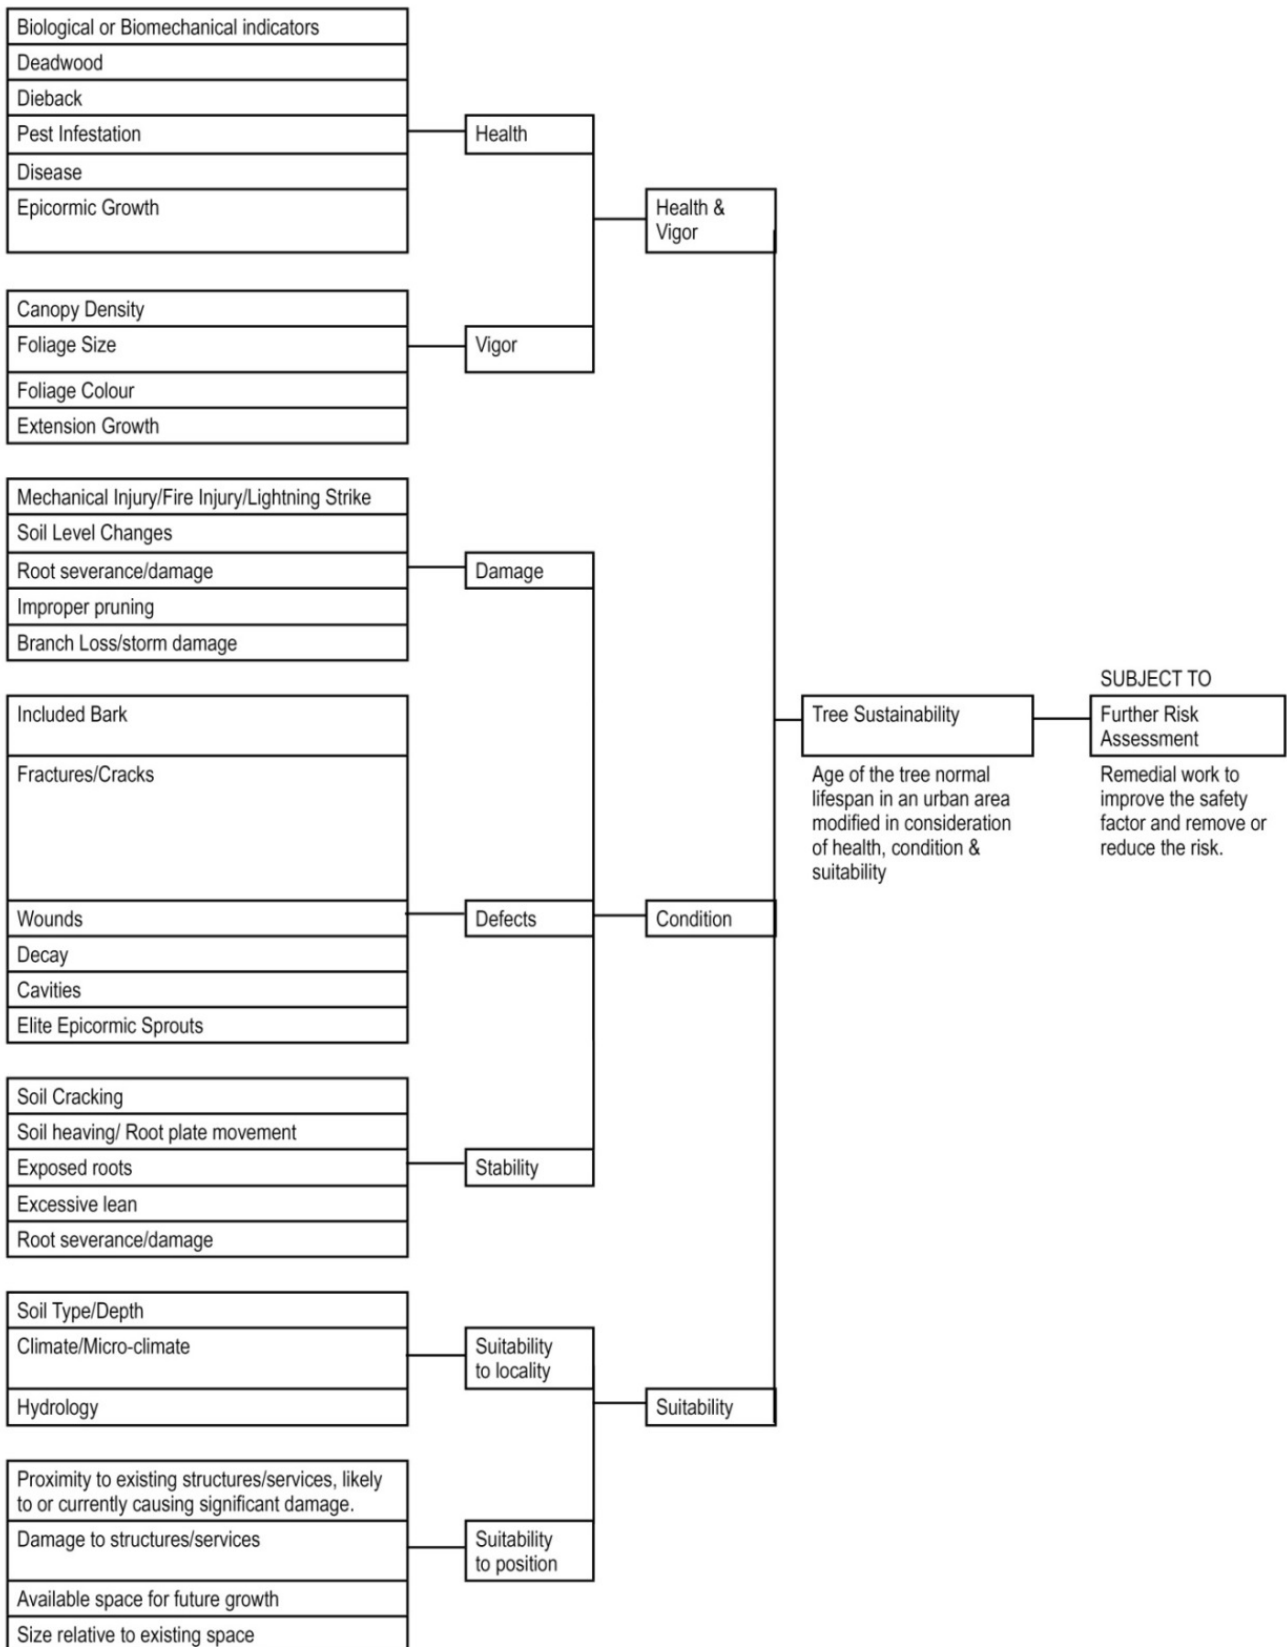 Biological or Biomechanical indicators
Deadwood
Dieback
Pest Infestation
Disease
Epicormic Growth
Health
Health &
Vigor
Canopy Density
Foliage Size
Foliage Colour
Extension Growth
Vigor
Mechanical Injury/Fire Injury/Lightning Strike
Soil Level Changes
Root severance/damage
Improper pruning
Branch Loss/storm damage
Damage
Included Bark
Fractures/Cracks
Wounds
Decay
Cavities
Elite Epicormic Sprouts
Defects
Condition
Soil Cracking
Soil heaving/ Root plate movement
Exposed roots
Excessive lean
Root severance/damage
Stability
Soil Type/Depth
Climate/Micro-climate
Hydrology
Suitability
to locality
Suitability
Proximity to existing structures/services, likely
to or currently causing significant damage.
Damage to structures/services
Available space for future growth
Size relative to existing space
Suitability
to position
Tree Sustainability
Age of the tree normal
lifespan in an urban area
modified in consideration
of health, condition &
suitability
SUBJECT TO
Further Risk
Assessment
Remedial work to
improve the safety
factor and remove or
reduce the risk.